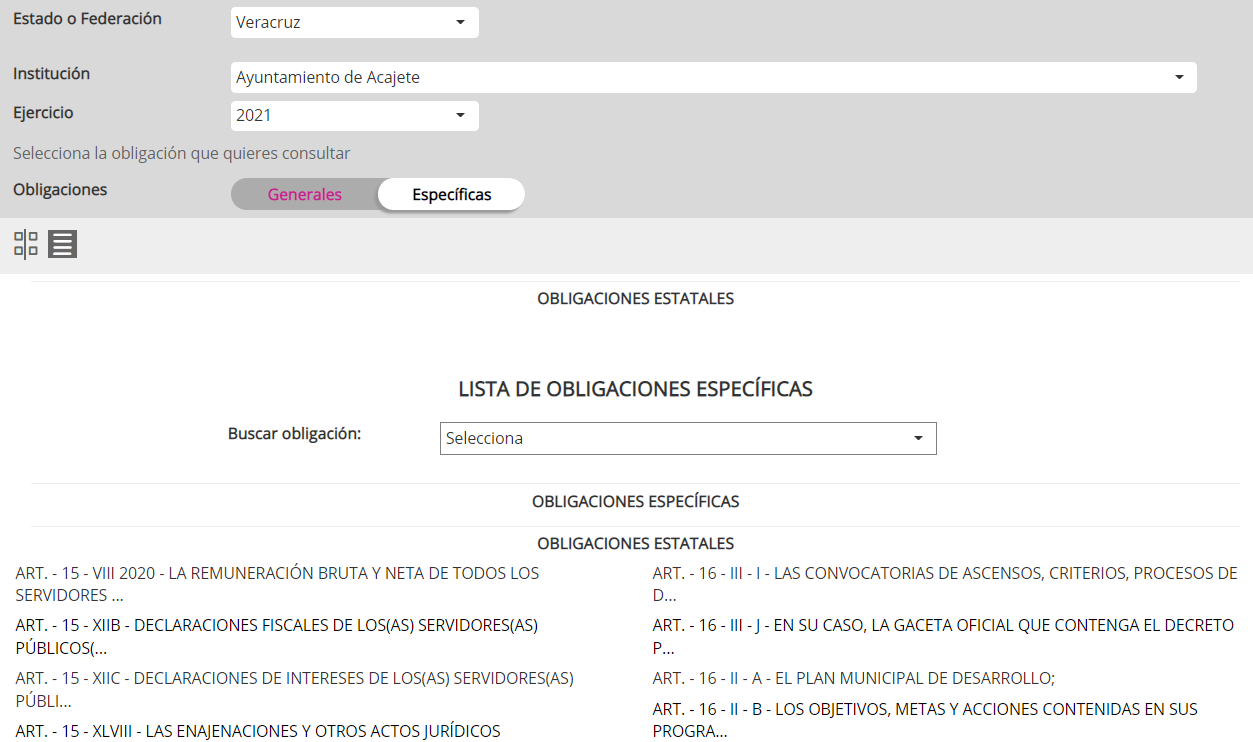 Estado o Federación
Veracruz
Institución
Ayuntamiento de Acajete
Ejercicio
2021
Selecciona la obligación que quieres consultar
Obligaciones
Generales
Específicas
OBLIGACIONES ESTATALES
LISTA DE OBLIGACIONES ESPECÍFICAS
Buscar obligación:
Selecciona
OBLIGACIONES ESPECÍFICAS
OBLIGACIONES ESTATALES
ART. - 15 - VIII 2020 - LA REMUNERACIÓN BRUTA Y NETA DE TODOS LOS
SERVIDORES ...
ART. - 15 - XIIB - DECLARACIONES FISCALES DE LOS(AS) SERVIDORES(AS)
PÚBLICOS(...
ART. - 15 - XIIC - DECLARACIONES DE INTERESES DE LOS(AS) SERVIDORES(AS)
PÚBLI...
ART. - 15 - XLVIII - LAS ENAJENACIONES Y OTROS ACTOS JURÍDICOS
ART. - 16 - III - I - LAS CONVOCATORIAS DE ASCENSOS, CRITERIOS, PROCESOS DE
D...
ART. - 16 - III - J - EN SU CASO, LA GACETA OFICIAL QUE CONTENGA EL DECRETO
P...
ART. - 16 - II - A - EL PLAN MUNICIPAL DE DESARROLLO;
ART. - 16 - II - B - LOS OBJETIVOS, METAS Y ACCIONES CONTENIDAS EN SUS
PROGRA...